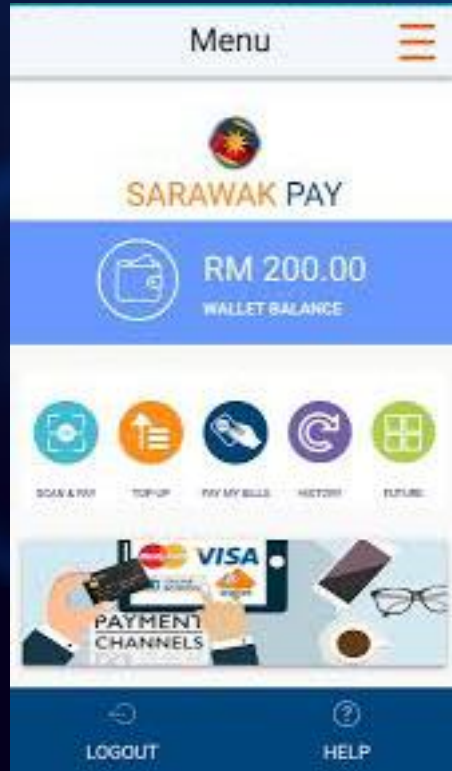 Menu
SARAWAK PAY
RM 200.00
WALLET BALANCE
SCAN & PAY
TOP-UP
PAY MY BILLS
HISTORY
FUTURE
VISA
PAYMENT
CHANNELS
LOGOUT
HELP